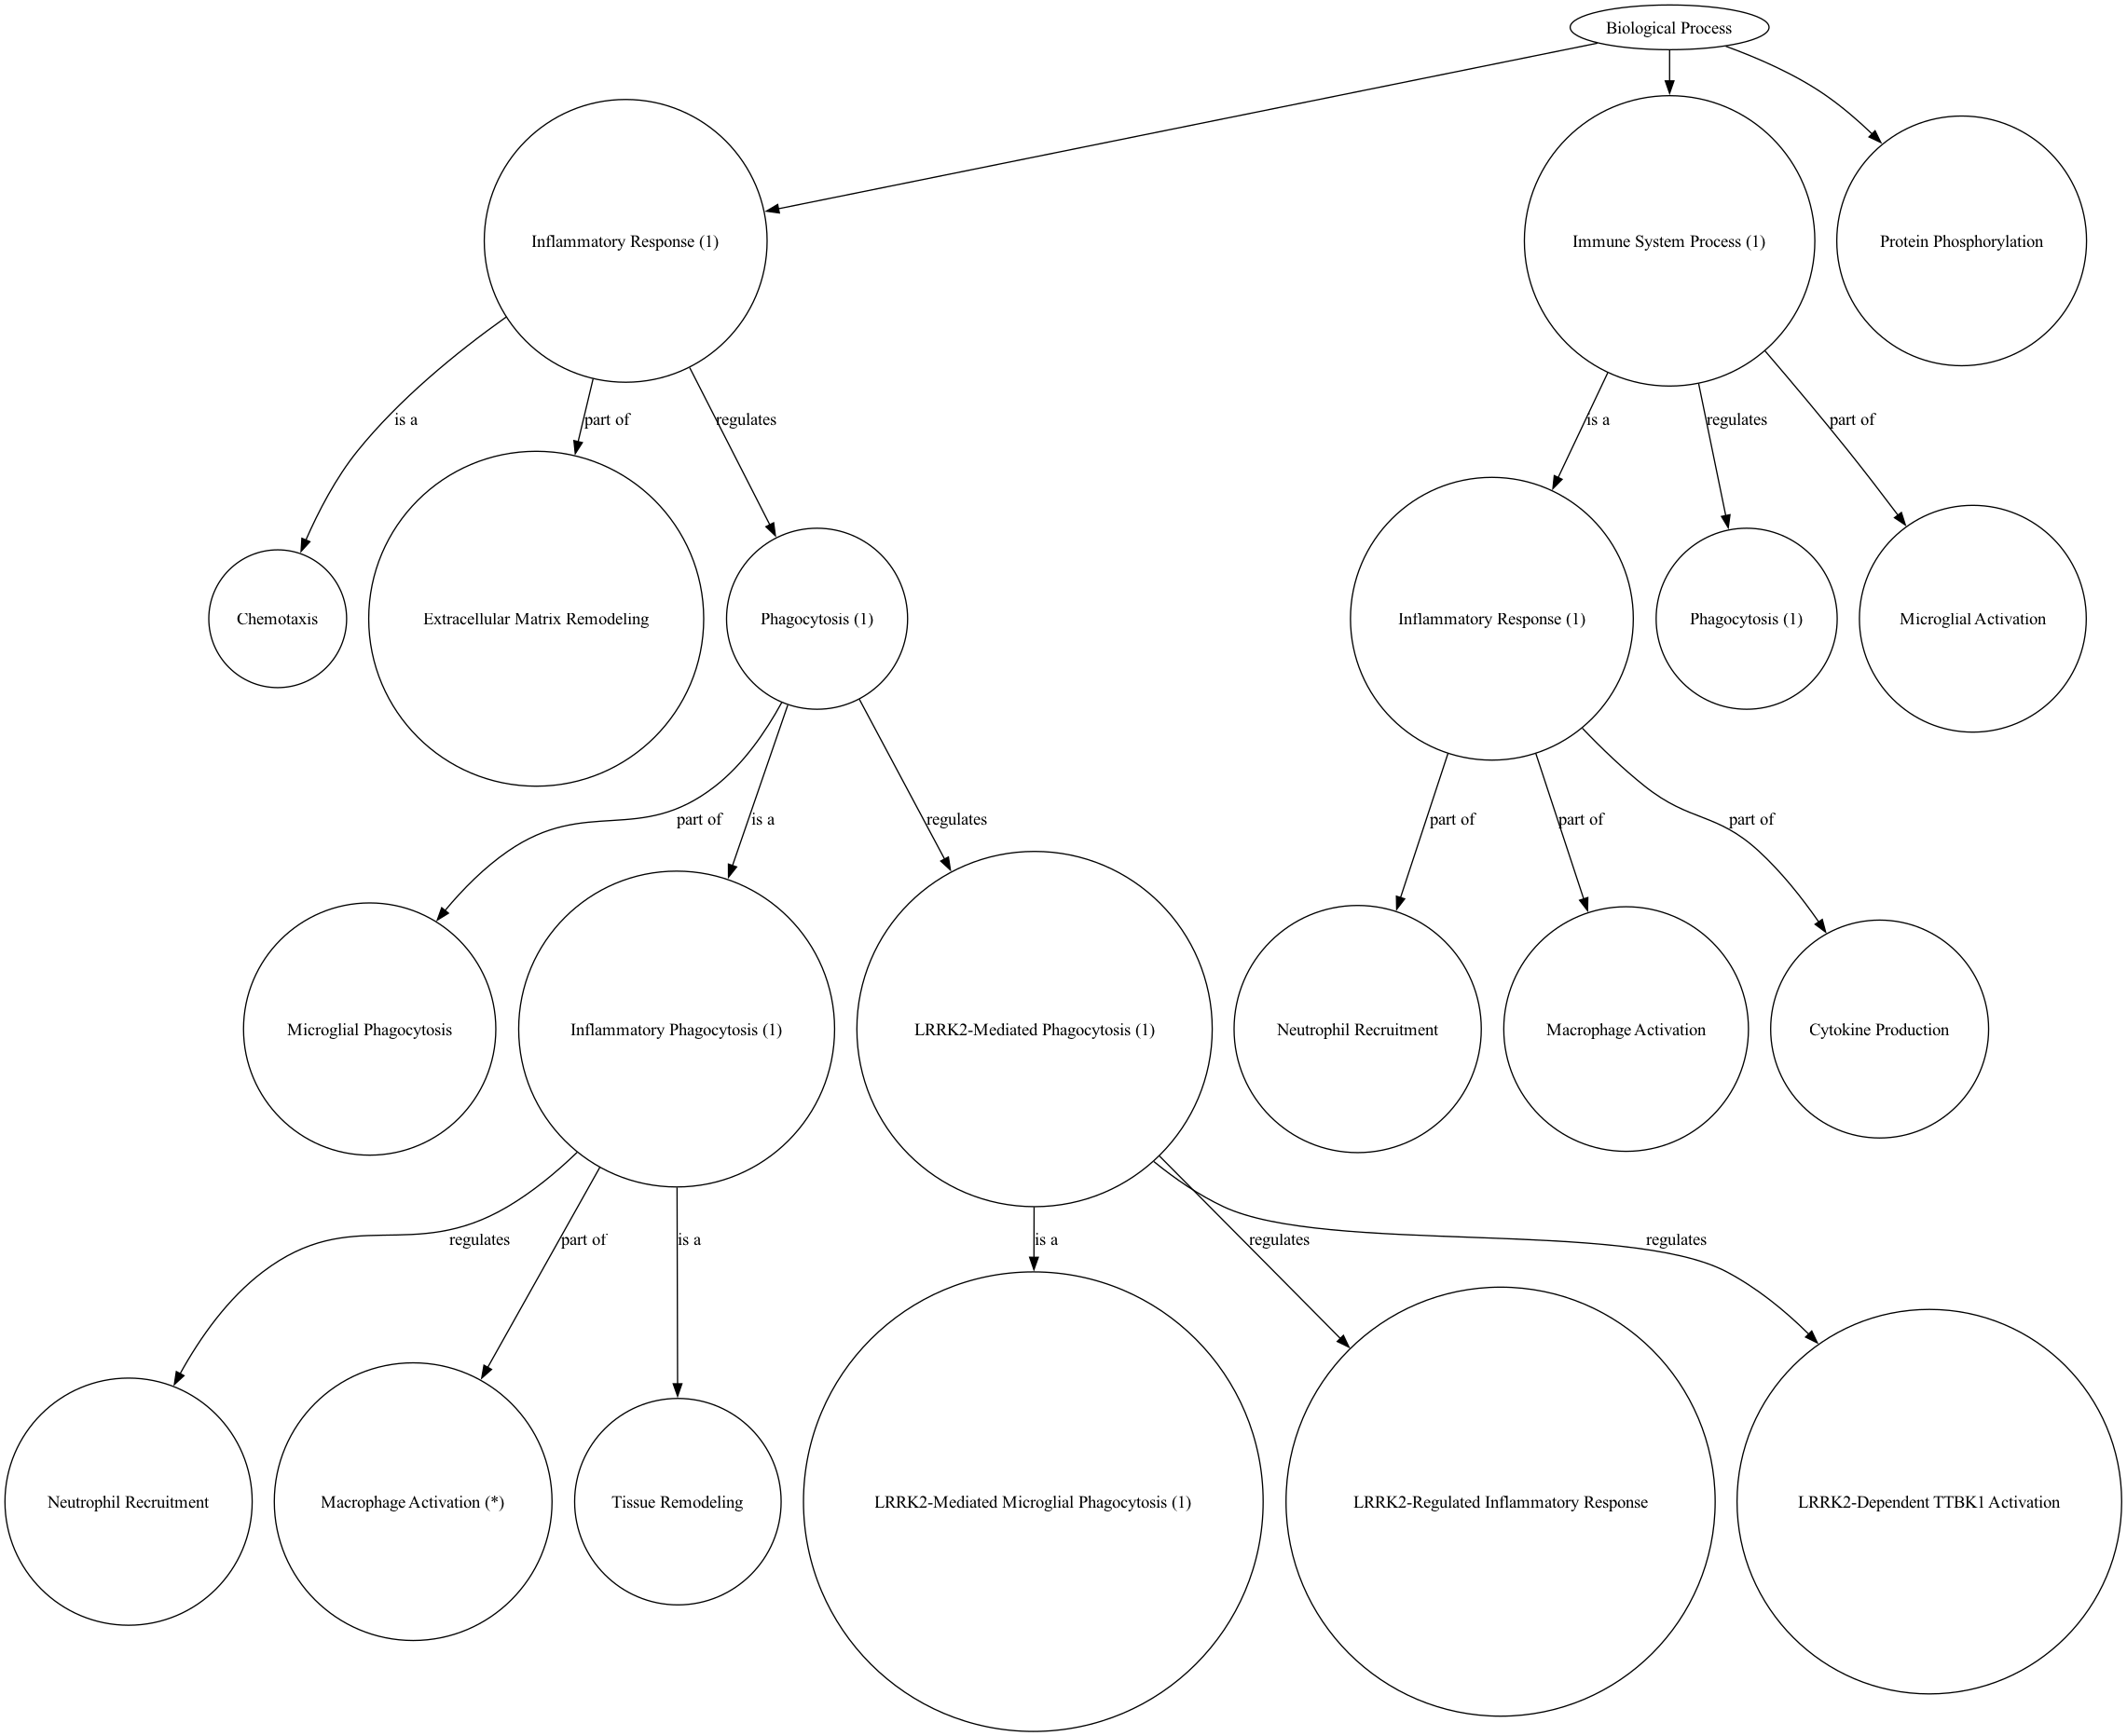 Biological Process
Inflammatory Response (1)
Immune System Process (1)
Protein Phosphorylation
is a
part of
regulates
is a
regulates
part of
Chemotaxis
Extracellular Matrix Remodeling
Phagocytosis (1)
Inflammatory Response (1)
Phagocytosis (1)
Microglial Activation
part of
is a
regulates
part of
part of
part of
Microglial Phagocytosis
Inflammatory Phagocytosis (1)
LRRK2-Mediated Phagocytosis (1)
Neutrophil Recruitment
Macrophage Activation
Cytokine Production
regulates
part of
is a
is a
regulates
regulates
Neutrophil Recruitment
Macrophage Activation (*)
Tissue Remodeling
LRRK2-Mediated Microglial Phagocytosis (1)
LRRK2-Regulated Inflammatory Response
LRRK2-Dependent TTBK1 Activation